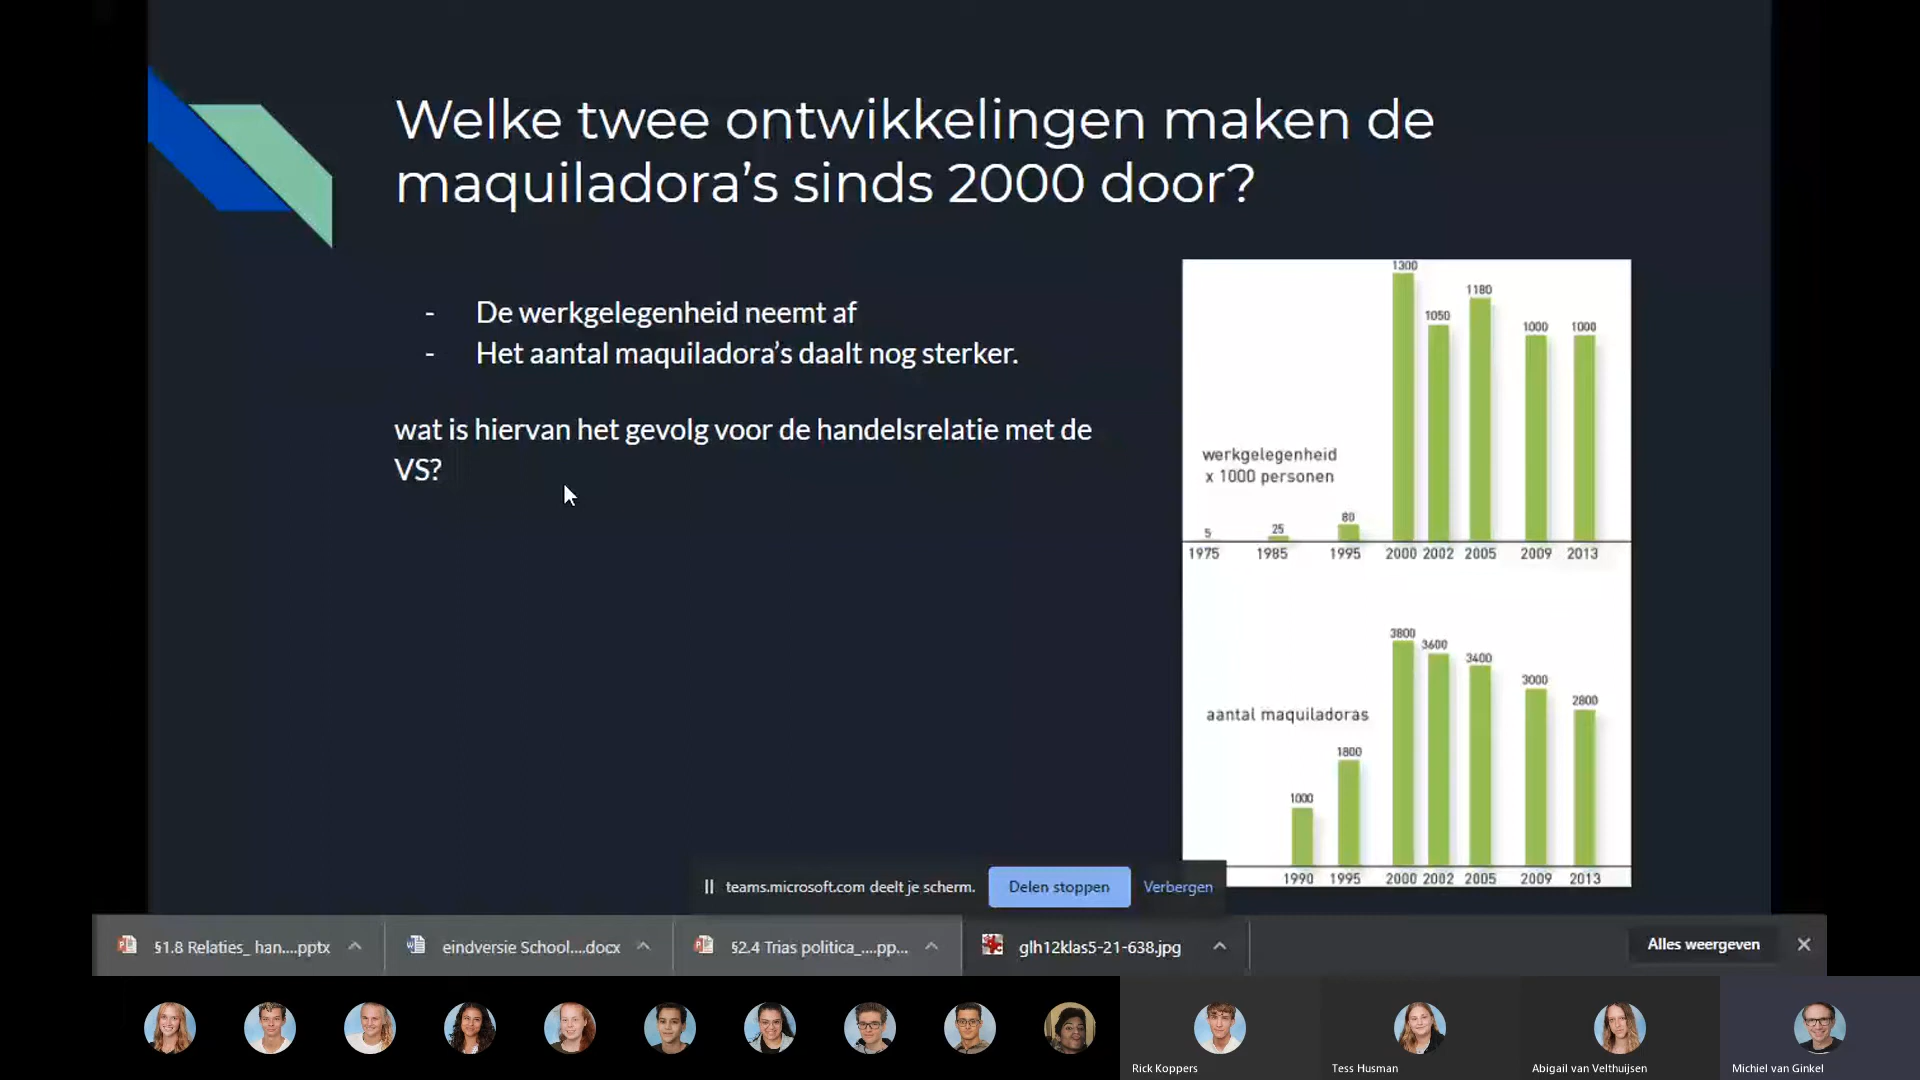 Welke twee ontwikkelingen maken de
maquiladora’s sinds 2000 door?
- De werkgelegenheid neemt af
- Het aantal maquiladora’s daalt nog sterker.
wat is hiervan het gevolg voor de handelsrelatie met de
VS?
1300
1180
1050
1000 1000
werkgelegenheid
x 1000 personen
80
25
5
1975 1985 1995 2000 2002 2005 2009 2013
3800
3600
3400
3000
2800
aantal maquiladoras
1800
1000
1990 1995 2000 2002 2005 2009 2013
teams.microsoft.com deelt je scherm. Delen stoppen Verbergen
§1.8 Relaties_ han....pptx eindversie School....docx §2.4 Trias politica_....pp... glh12klas5-21-638.jpg Alles weergeven
Rick Koppers Tess Husman Abigail van Velthuijsen Michiel van Ginkel